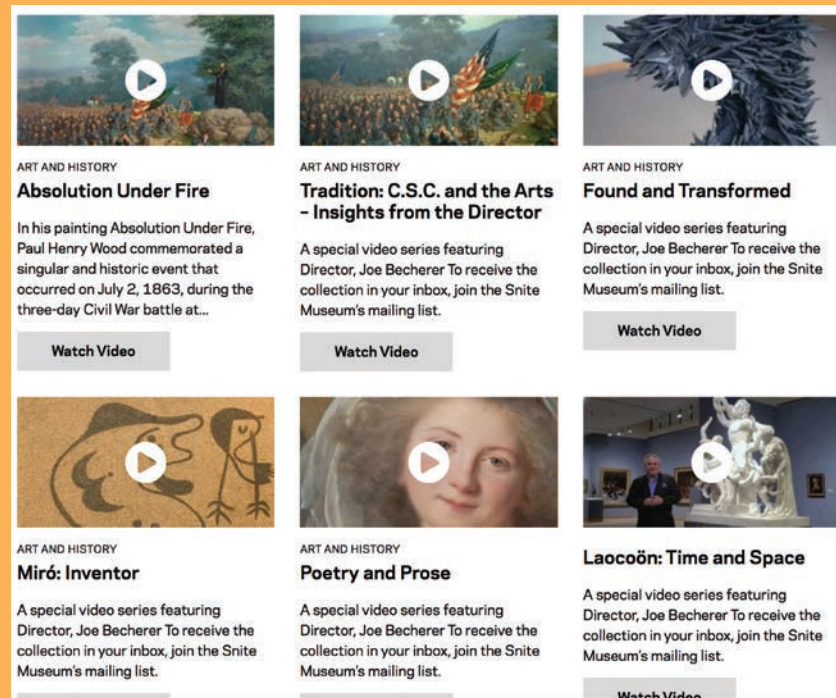 ART AND HISTORY
Absolution Under Fire
In his painting Absolution Under Fire,
Paul Henry Wood commemorated a
singular and historic event that
occurred on July 2, 1863, during the
three-day Civil War battle at...
Watch Video
ART AND HISTORY
Tradition: C.S.C. and the Arts
– Insights from the Director
A special video series featuring
Director, Joe Becherer To receive the
collection in your inbox, join the Snite
Museum's mailing list.
Watch Video
ART AND HISTORY
Found and Transformed
A special video series featuring
Director, Joe Becherer To receive the
collection in your inbox, join the Snite
Museum's mailing list.
Watch Video
ART AND HISTORY
Miró: Inventor
A special video series featuring
Director, Joe Becherer To receive the
collection in your inbox, join the Snite
Museum's mailing list.
ART AND HISTORY
Poetry and Prose
A special video series featuring
Director, Joe Becherer To receive the
collection in your inbox, join the Snite
Museum's mailing list.
Laocoön: Time and Space
A special video series featuring
Director, Joe Becherer To receive the
collection in your inbox, join the Snite
Museum's mailing list.
Watch Video